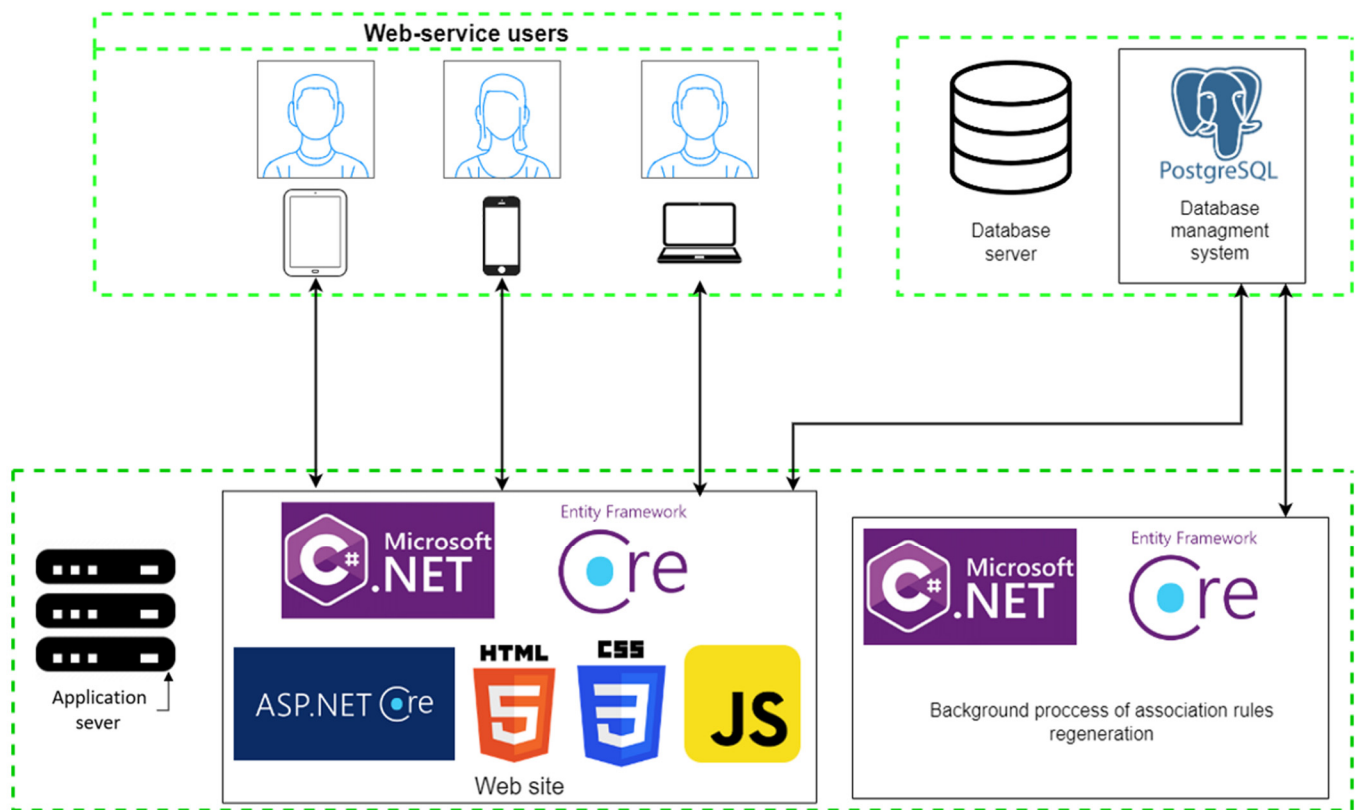 Web-service users
PostgreSQL
Database
server
Database
managment
system
Entity Framework
Core
C#
Microsoft
.NET
Entity Framework
Core
C#
Microsoft
.NET
Application
sever
ASP.NET Core
HTML
5
CSS
3
JS
Web site
Background proccess of association rules
regeneration